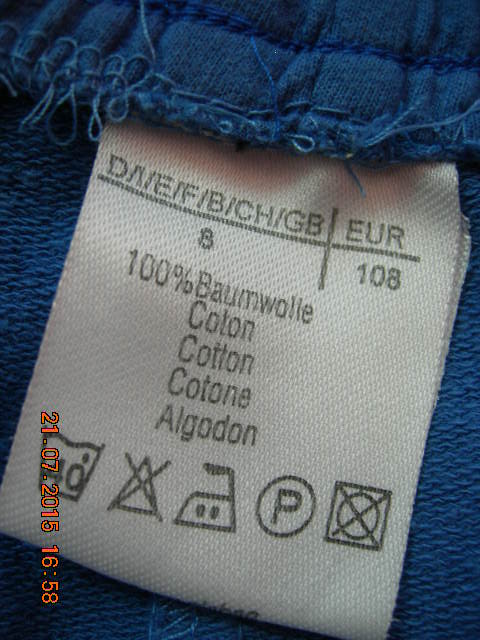 D/I/E/F/B/CH/GB EUR
8 108
100%Baumwolle
Coton
Cotton
Cotone
Algodon
P
21.07.2015 16:58